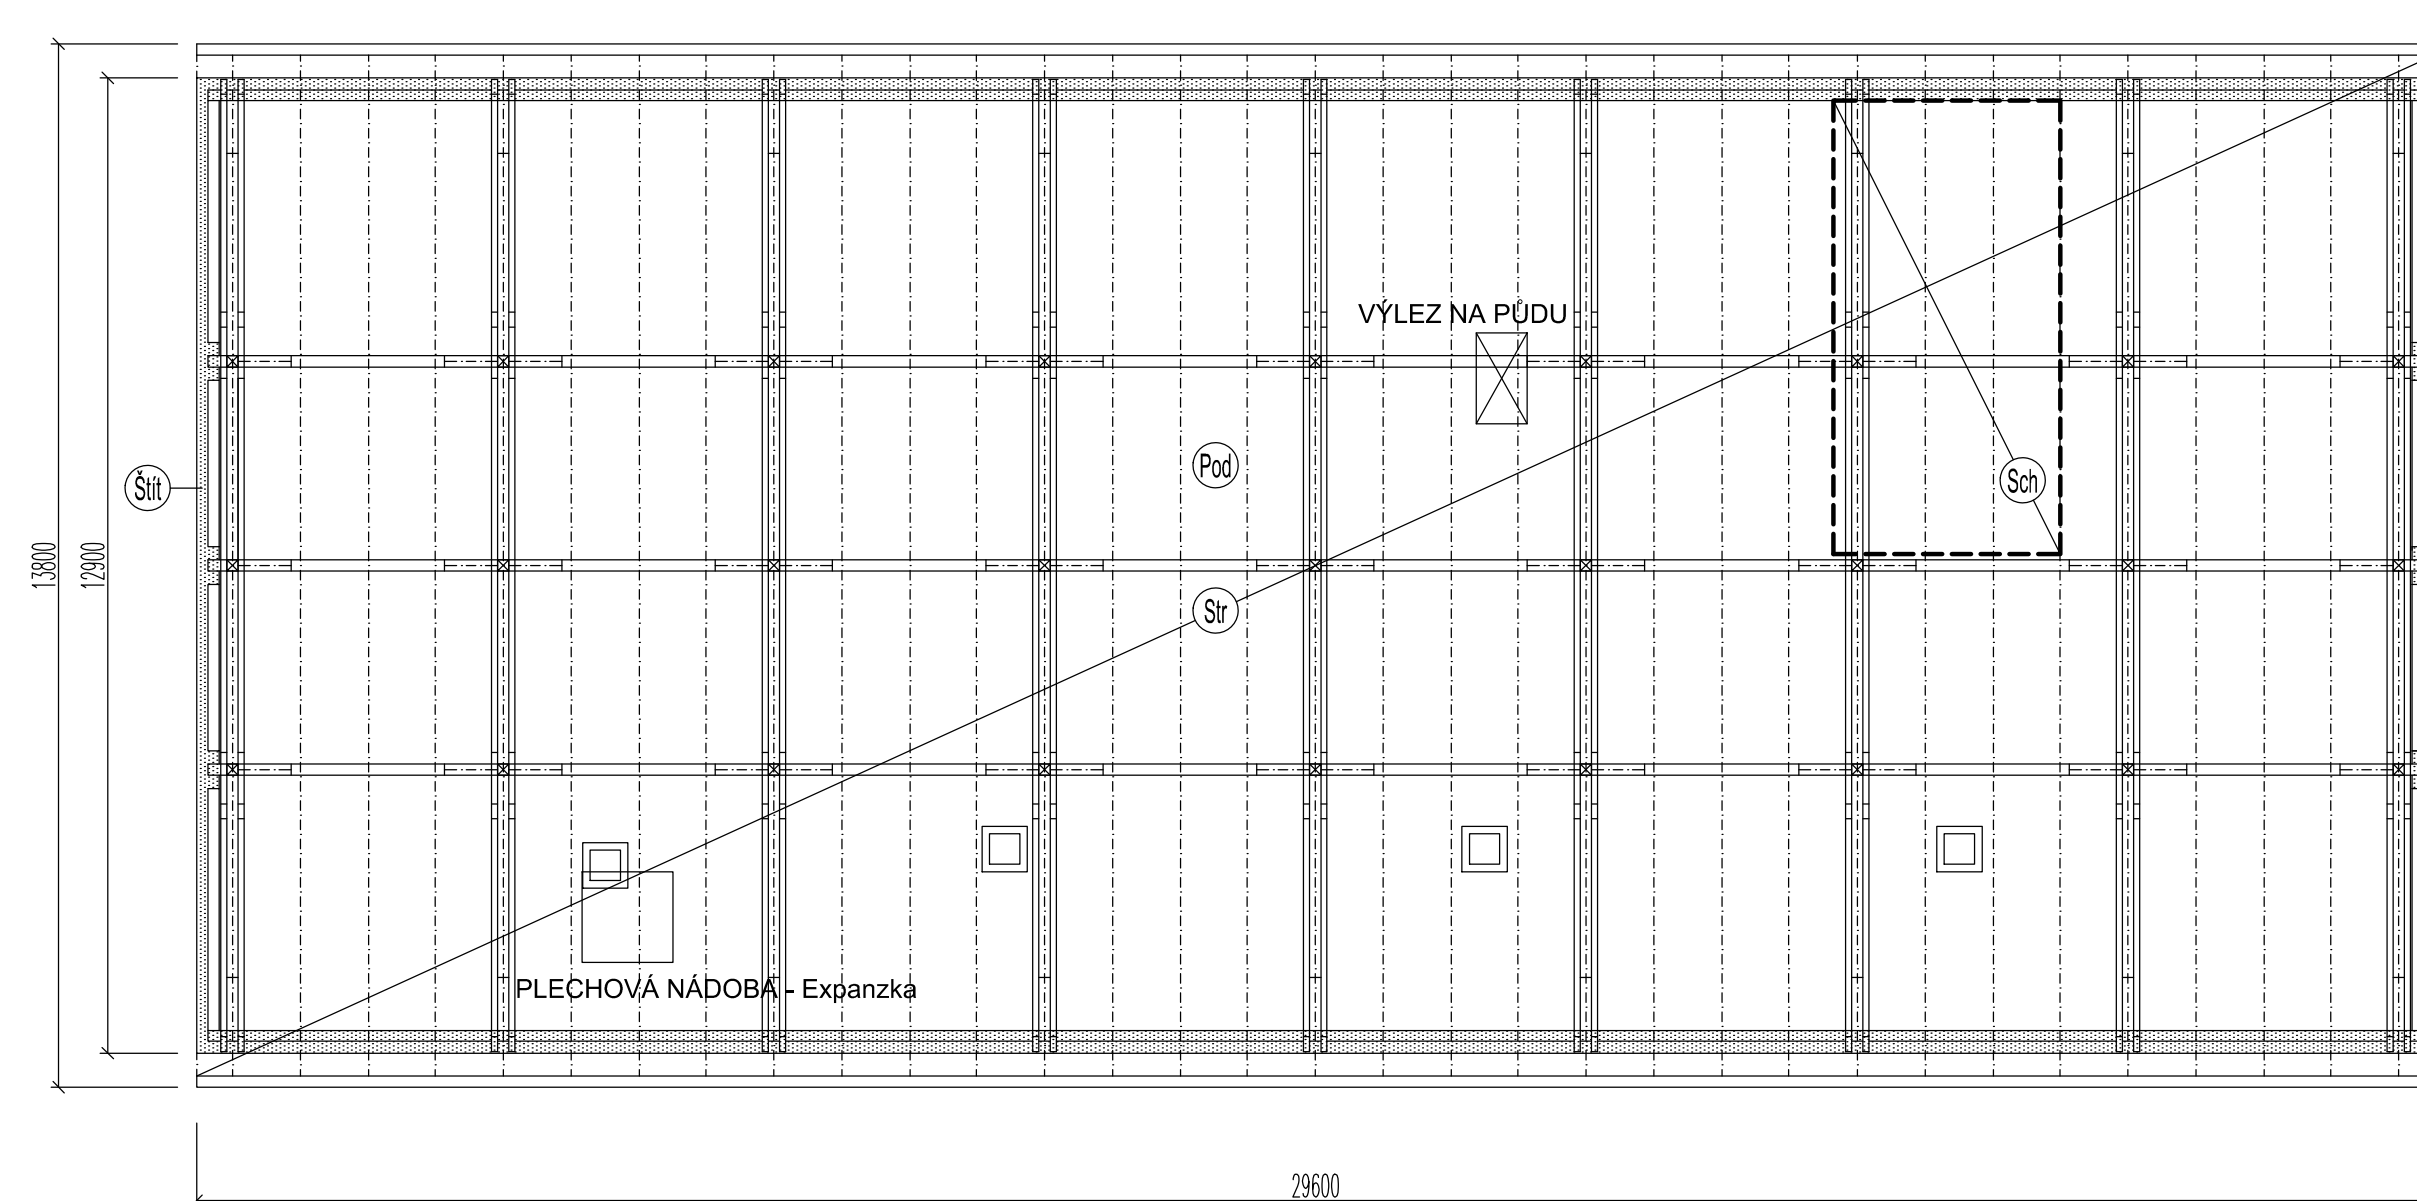 VÝLEZ NA PŮDU
Pod
Sch
Štít
13800
12900
Str
PLECHOVÁ NÁDOBA - Expanzka
29600